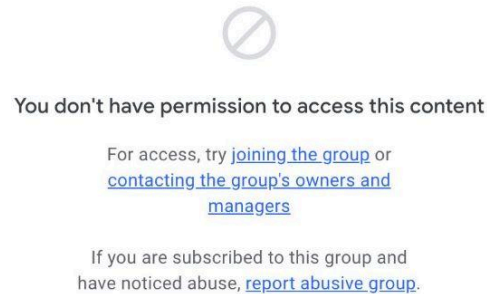 You don't have permission to access this content
For access, try joining the group or
contacting the group's owners and
managers
If you are subscribed to this group and
have noticed abuse, report abusive group.